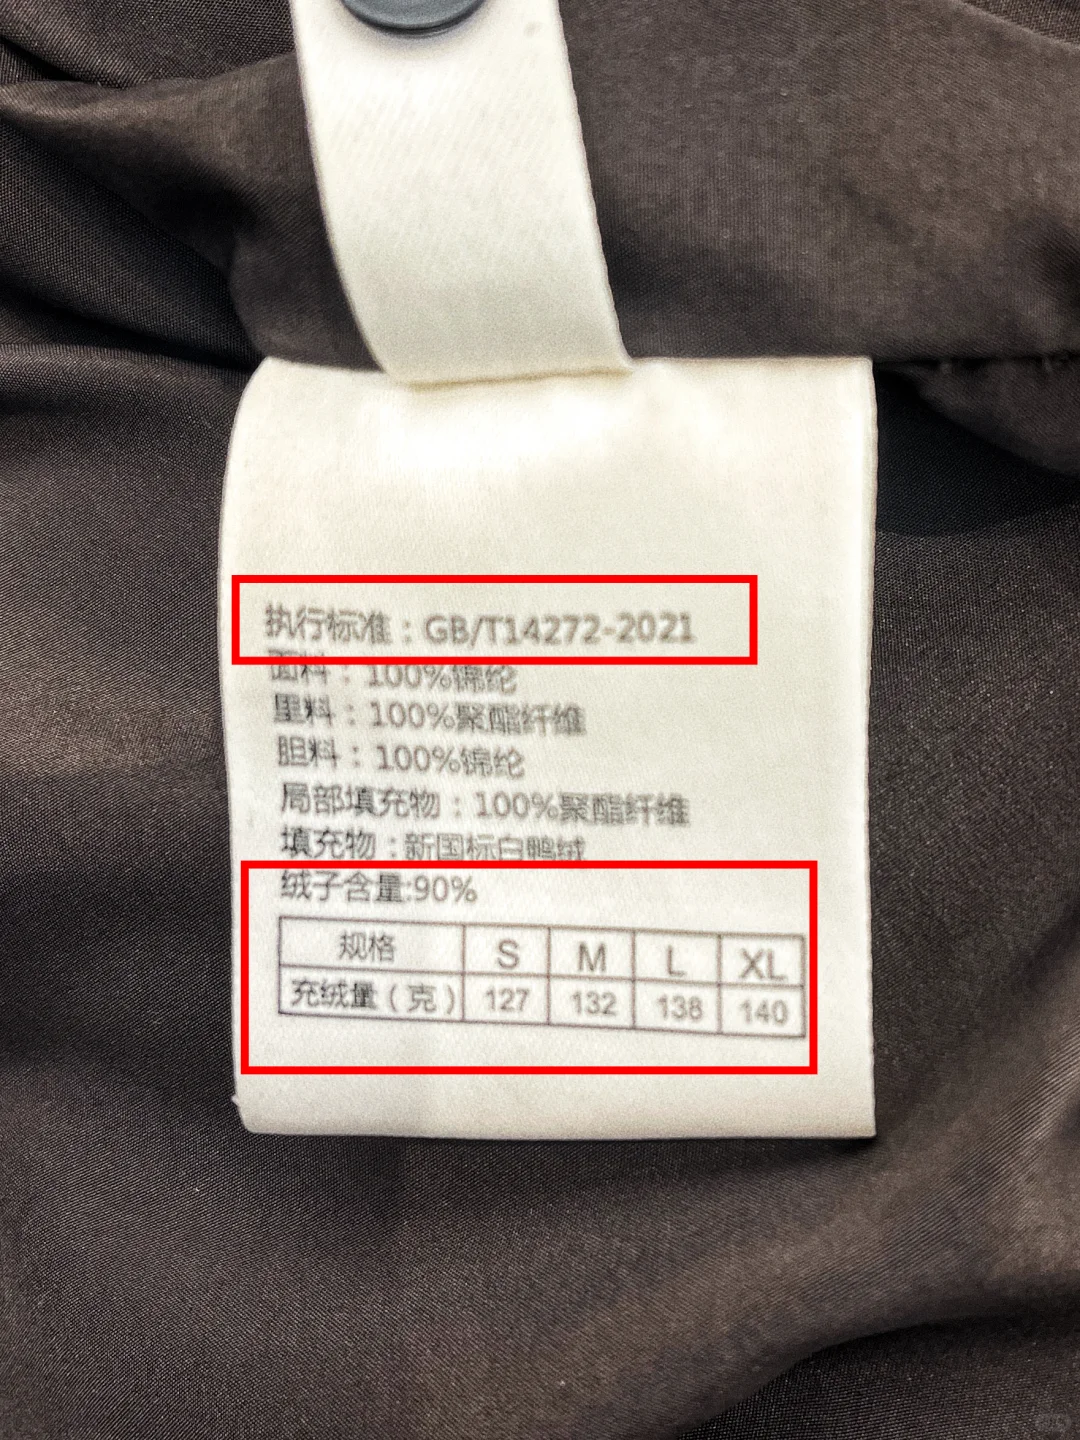 执行标准：GB/T14272-2021
面料：100%锦纶
里料：100%聚酯纤维
胆料：100%锦纶
局部填充物：100%聚酯纤维
填充物：新国标白鸭绒
绒子含量:90%
规格 S M L XL
充绒量（克） 127 132 138 140